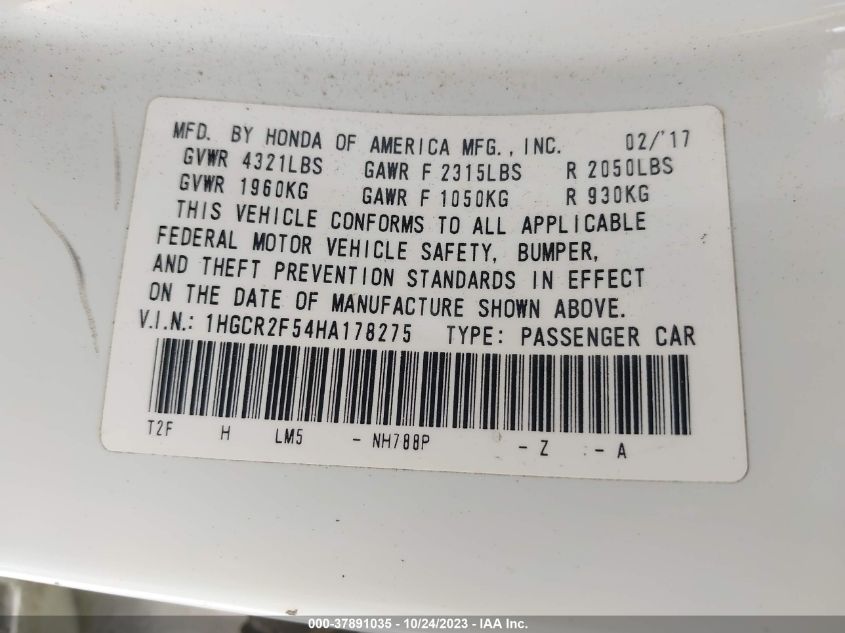 MFD. BY HONDA OF AMERICA MFG., INC. 02/'17
GVWR 4321LBS GAWR F 2315LBS R 2050LBS
GVWR 1960KG GAWR F 1050KG R 930KG
THIS VEHICLE CONFORMS TO ALL APPLICABLE
FEDERAL MOTOR VEHICLE SAFETY, BUMPER,
AND THEFT PREVENTION STANDARDS IN EFFECT
ON THE DATE OF MANUFACTURE SHOWN ABOVE.
V.I.N.: 1HGCR2F54HA178275 TYPE: PASSENGER CAR
T2F H LM5 - NH788P - Z - A
000-37891035 - 10/24/2023 - IAA Inc.